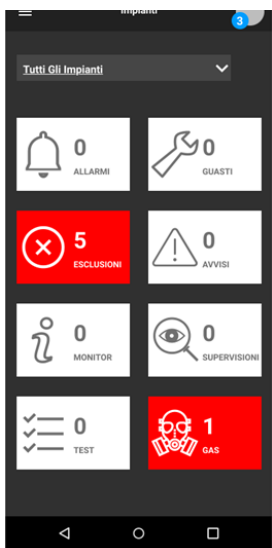 Impianti
3
Tutti Gli Impianti
0
ALLARMI
0
GUASTI
5
ESCLUSIONI
0
AVVISI
0
MONITOR
0
SUPERVISIONI
0
TEST
1
GAS